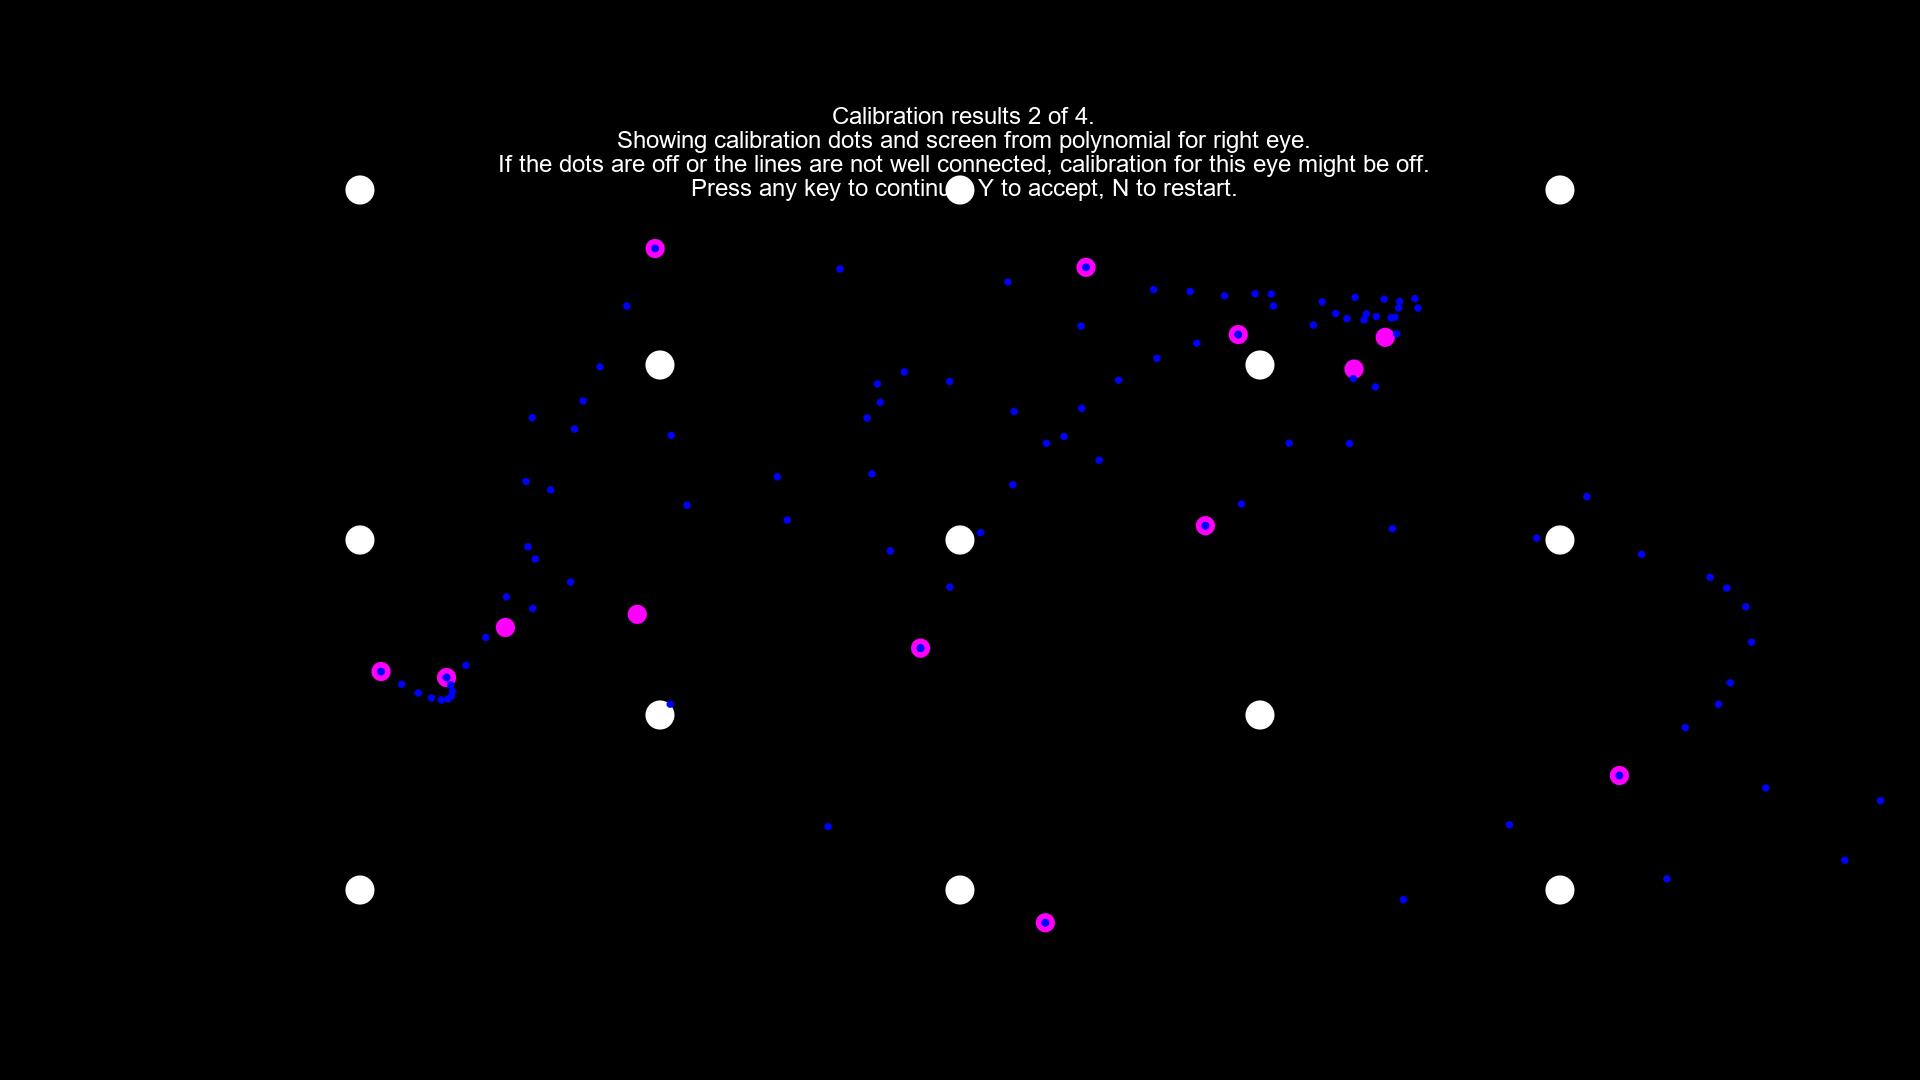 Calibration results 2 of 4.
Showing calibration dots and screen from polynomial for right eye.
If the dots are off or the lines are not well connected, calibration for this eye might be off.
Press any key to continu Y to accept, N to restart.